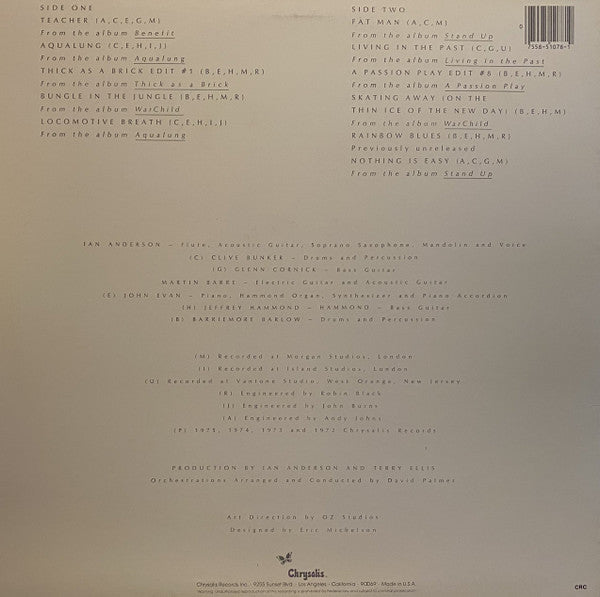 SIDE ONE
TEACHER (A,C,E,G,M)
From the album Benefit
AQUALUNG (C,E,H,I,J)
From the album Aqualung
THICK AS A BRICK EDIT #1 (B,E,H,M,R)
From the album Thick as a Brick
BUNGLE IN THE JUNGLE (B,E,H,M,R)
From the album WarChild
LOCOMOTIVE BREATH (C,E,H,I,J)
From the album Aqualung
SIDE TWO
FAT MAN (A,C,M)
From the album Stand Up
LIVING IN THE PAST (C,G,U)
From the album Living in the Past
A PASSION PLAY EDIT #8 (B,E,H,M,R)
From the album A Passion Play
SKATING AWAY (ON THE
THIN ICE OF THE NEW DAY) (B,E,H,M)
From the album WarChild
RAINBOW BLUES (B,E,H,M,R)
Previously unreleased
NOTHING IS EASY (A,C,G,M)
From the album Stand Up
0
7558-51078-1
IAN ANDERSON – Flute, Acoustic Guitar, Soprano Saxophone, Mandolin and Voice
(C) CLIVE BUNKER – Drums and Percussion
(G) GLENN CORNICK – Bass Guitar
MARTIN BARRE – Electric Guitar and Acoustic Guitar
(E) JOHN EVAN – Piano, Hammond Organ, Synthesizer and Piano Accordion
(H) JEFFREY HAMMOND – HAMMOND – Bass Guitar
(B) BARRIEMORE BARLOW – Drums and Percussion
(M) Recorded at Morgan Studios, London
(I) Recorded at Island Studios, London
(U) Recorded at Vantone Studio, West Orange, New Jersey
(R) Engineered by Robin Black
(J) Engineered by John Burns
(A) Engineered by Andy Johns
(P) 1975, 1974, 1973 and 1972 Chrysalis Records
PRODUCTION BY IAN ANDERSON AND TERRY ELLIS
Orchestrations Arranged and Conducted by David Palmer
Art Direction by OZ Studios
Designed by Eric Michelson
Chrysalis
Chrysalis Records Inc. · 9255 Sunset Blvd. · Los Angeles · California · 90069 · Made in U.S.A.
CRC